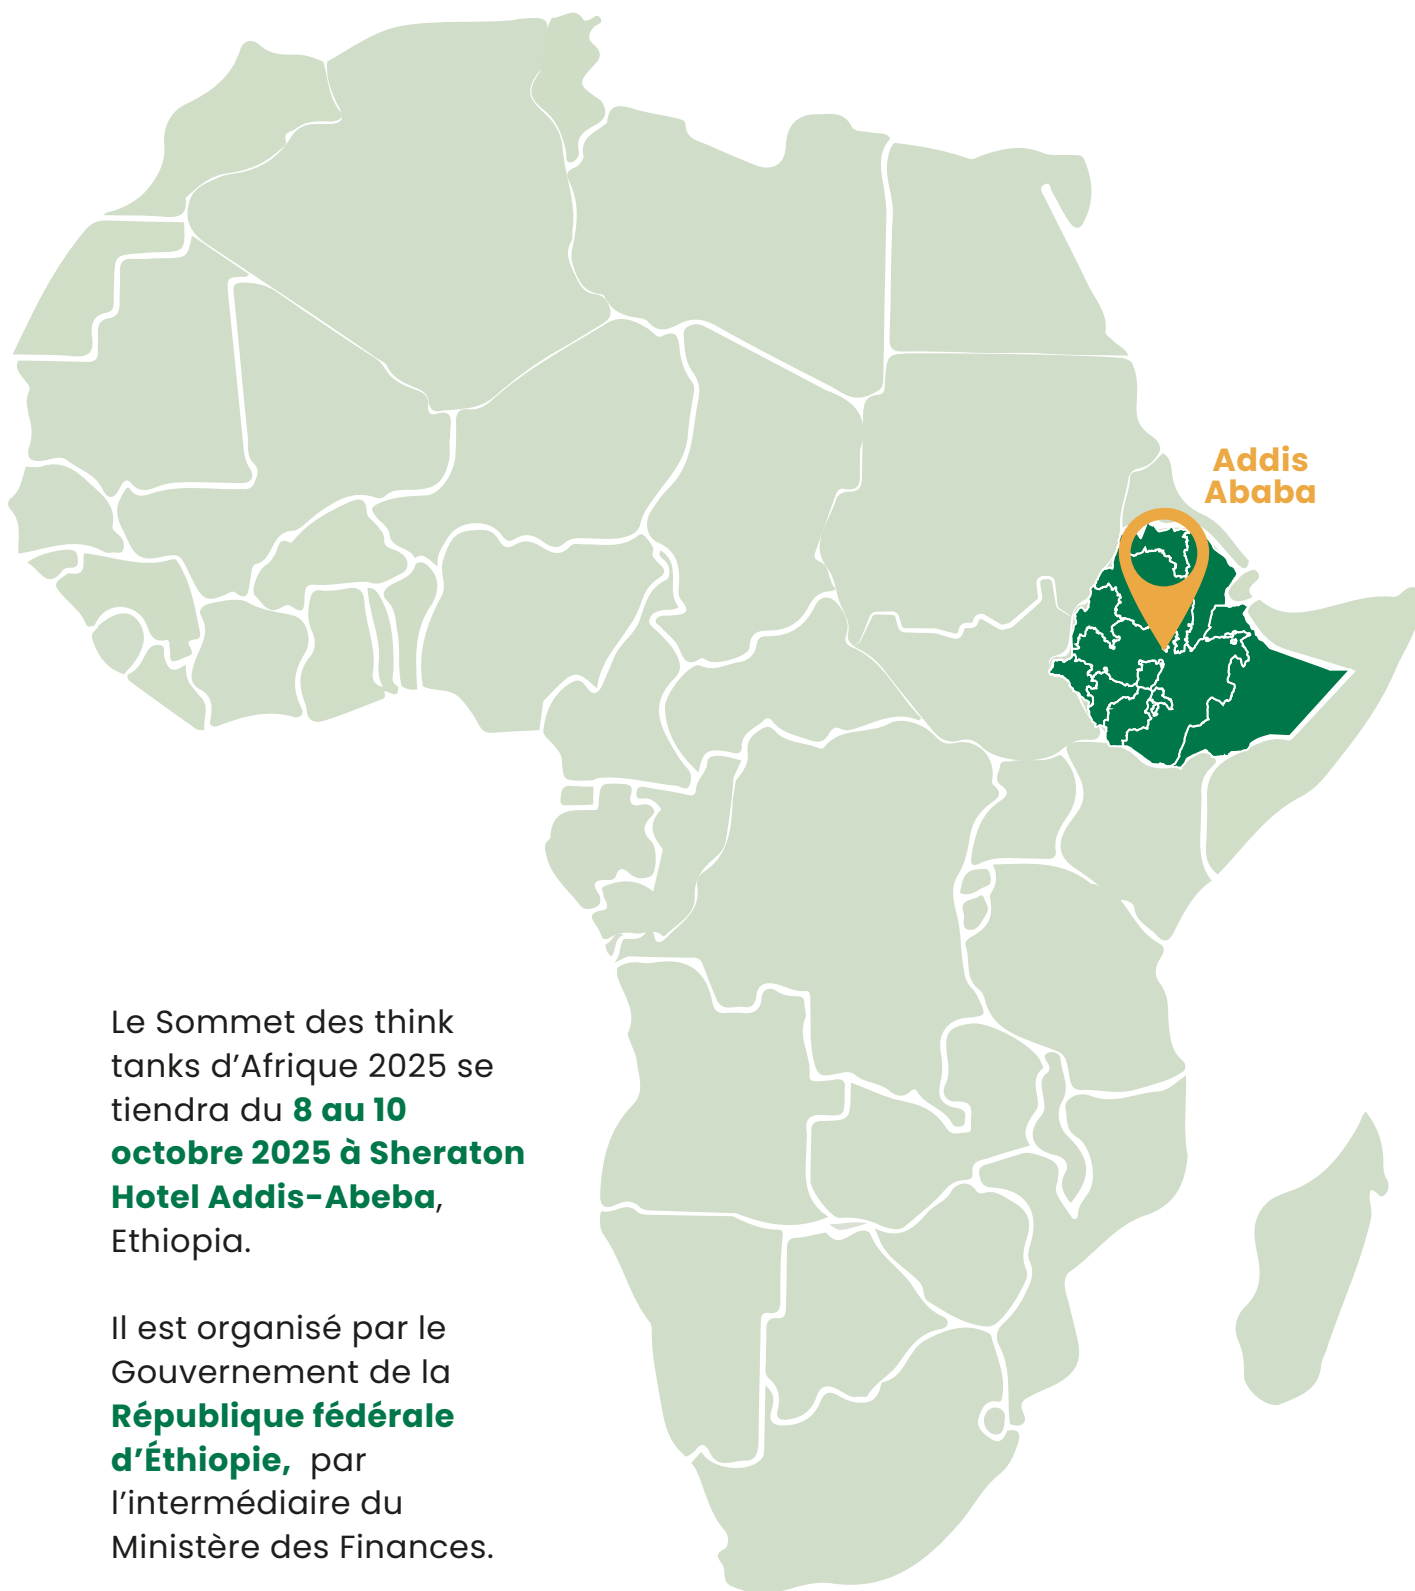 Addis
Ababa
Le Sommet des think
tanks d’Afrique 2025 se
tiendra du 8 au 10
octobre 2025 à Sheraton
Hotel Addis-Abeba,
Ethiopia.
Il est organisé par le
Gouvernement de la
République fédérale
d’Éthiopie, par
l’intermédiaire du
Ministère des Finances.